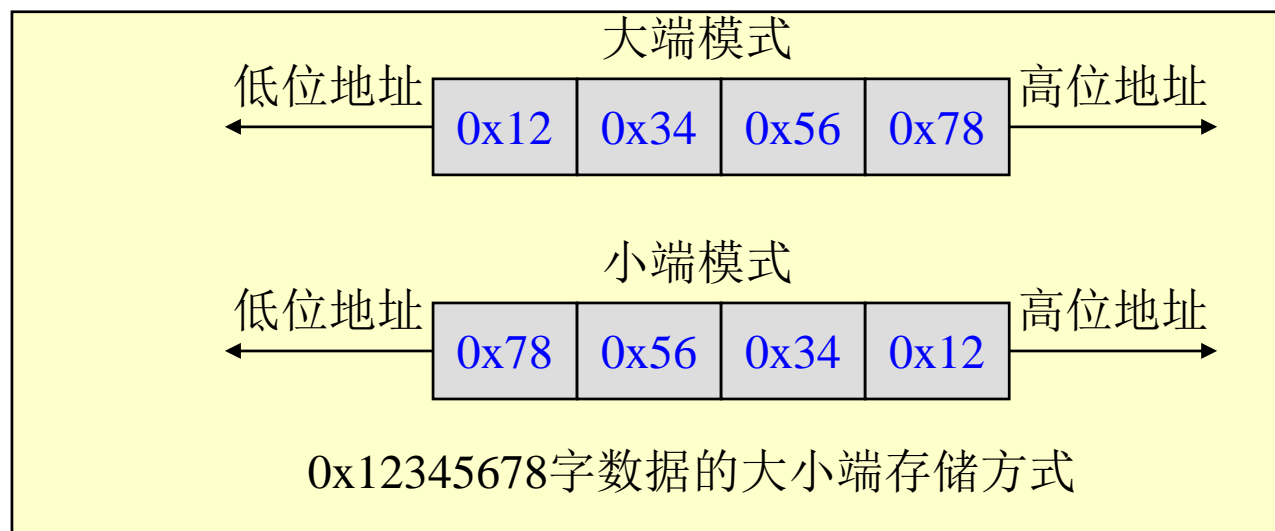 大端模式
低位地址 0x12 0x34 0x56 0x78 高位地址
小端模式
低位地址 0x78 0x56 0x34 0x12 高位地址
0x12345678字数据的大小端存储方式